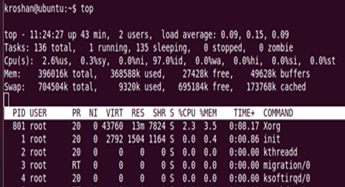 kroshan@ubuntu:~$ top
top - 11:24:27 up 43 min, 2 users, load average: 0.09, 0.15, 0.09
Tasks: 136 total, 1 running, 135 sleeping, 0 stopped, 0 zombie
Cpu(s): 2.6%us, 0.3%sy, 0.0%ni, 97.0%id, 0.0%wa, 0.0%hi, 0.0%si, 0.0%st
Mem: 396016k total, 368588k used, 27428k free, 49628k buffers
Swap: 704504k total, 9320k used, 695184k free, 173768k cached
PID USER PR NI VIRT RES SHR S %CPU %MEM TIME+ COMMAND
801 root 20 0 43760 13m 7824 S 2.3 3.5 0:08.17 Xorg
1 root 20 0 2792 1504 1164 S 0.0 0.4 0:00.86 init
2 root 20 0 0 0 0 S 0.0 0.0 0:00.00 kthreadd
3 root RT 0 0 0 0 S 0.0 0.0 0:00.00 migration/0
4 root 20 0 0 0 0 S 0.0 0.0 0:00.00 ksoftirqd/0